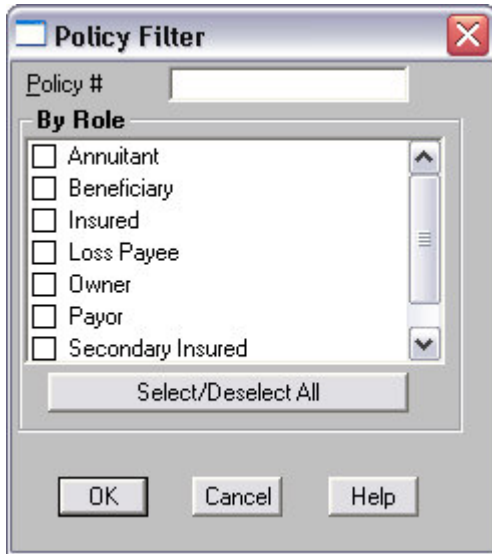 Policy Filter
Policy #
By Role
Annuitant
Beneficiary
Insured
Loss Payee
Owner
Payor
Secondary Insured
Select/Deselect All
OK Cancel Help